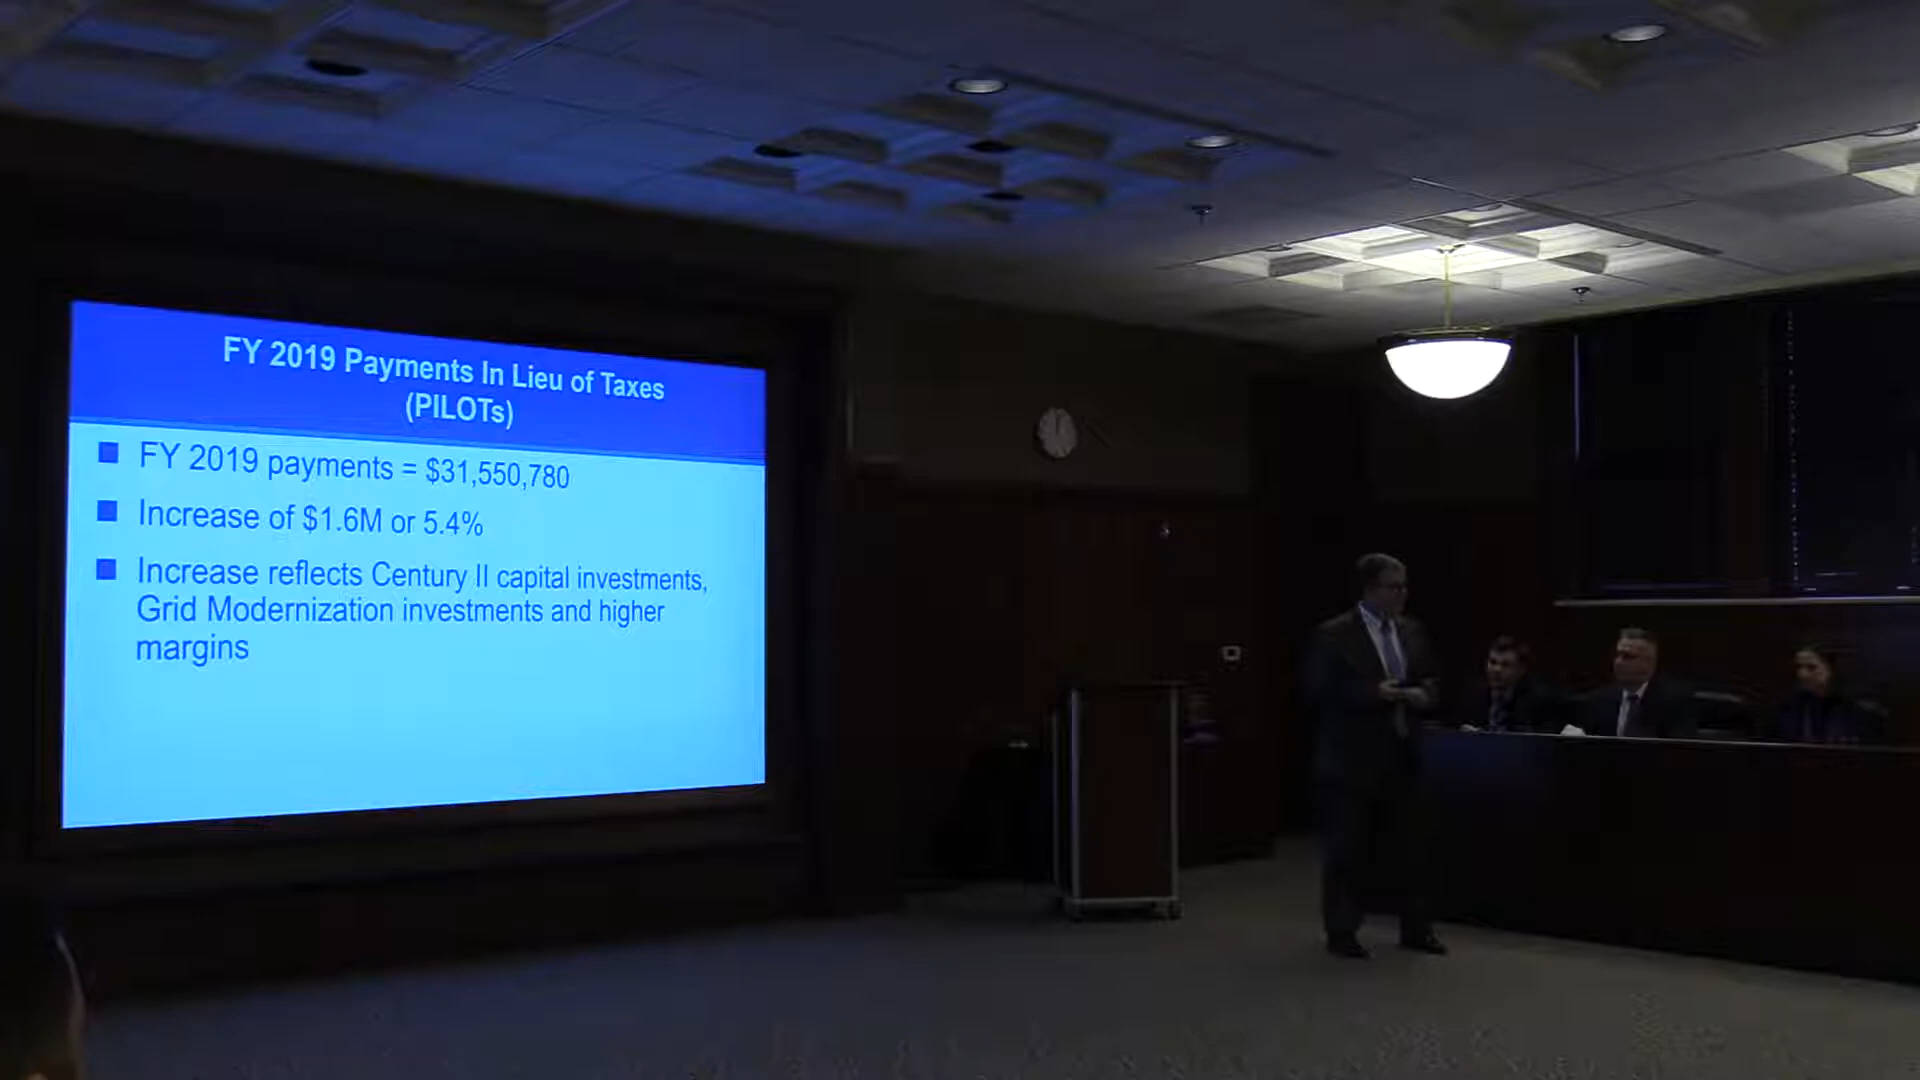 FY 2019 Payments In Lieu of Taxes
(PILOTs)
FY 2019 payments = $31,550,780
Increase of $1.6M or 5.4%
Increase reflects Century II capital investments,
Grid Modernization investments and higher
margins